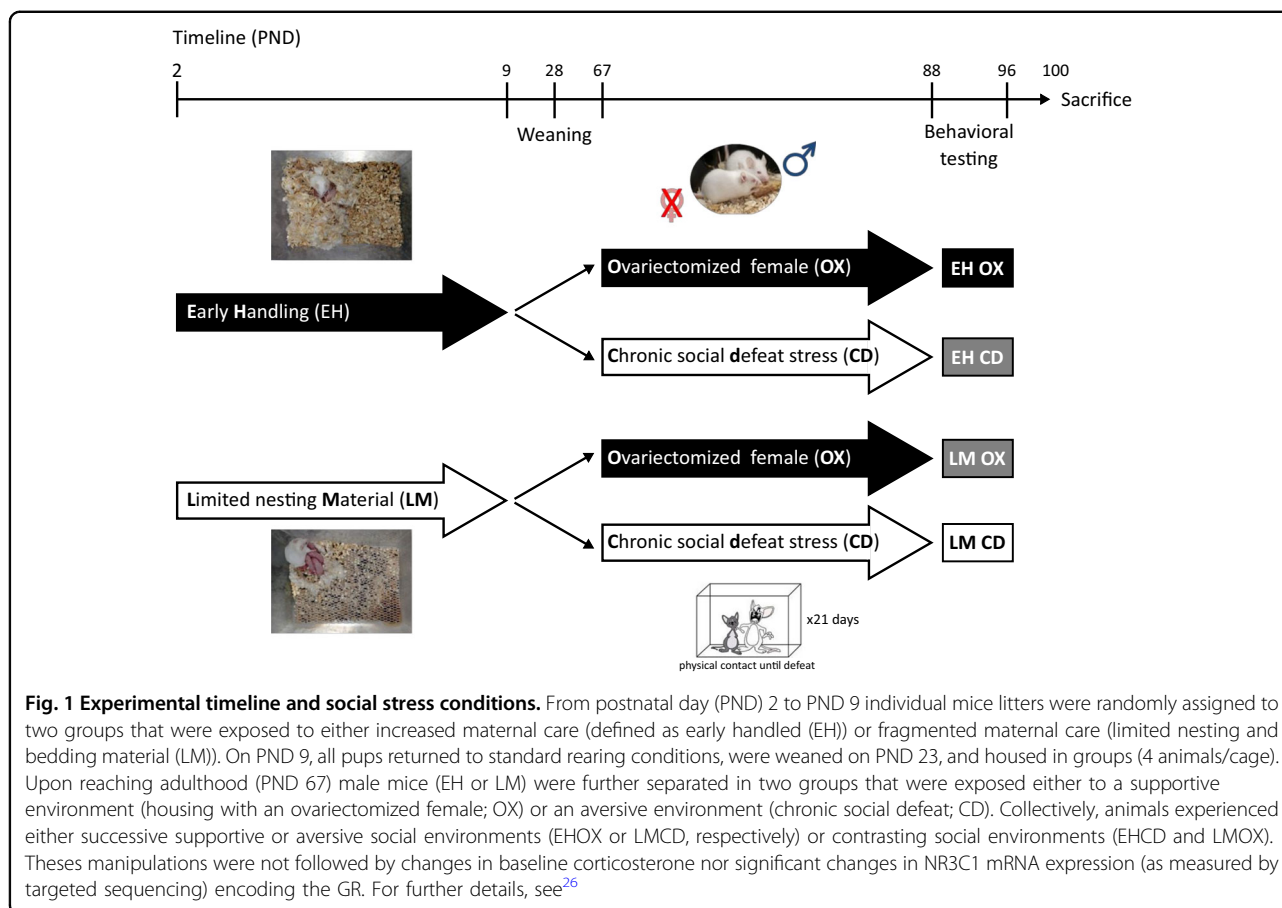 Timeline (PND)
2 9 28 67 88 96 100
Sacrifice
Weaning
Behavioral
testing
Ovariectomized female (OX)
EH OX
Early Handling (EH)
Chronic social defeat stress (CD)
EH CD
Ovariectomized female (OX)
LM OX
Limited nesting Material (LM)
Chronic social defeat stress (CD)
LM CD
x21 days
physical contact until defeat
Fig. 1 Experimental timeline and social stress conditions. From postnatal day (PND) 2 to PND 9 individual mice litters were randomly assigned to
two groups that were exposed to either increased maternal care (defined as early handled (EH)) or fragmented maternal care (limited nesting and
bedding material (LM)). On PND 9, all pups returned to standard rearing conditions, were weaned on PND 23, and housed in groups (4 animals/cage).
Upon reaching adulthood (PND 67) male mice (EH or LM) were further separated in two groups that were exposed either to a supportive
environment (housing with an ovariectomized female; OX) or an aversive environment (chronic social defeat; CD). Collectively, animals experienced
either successive supportive or aversive social environments (EHOX or LMCD, respectively) or contrasting social environments (EHCD and LMOX).
Theses manipulations were not followed by changes in baseline corticosterone nor significant changes in NR3C1 mRNA expression (as measured by
targeted sequencing) encoding the GR. For further details, see26